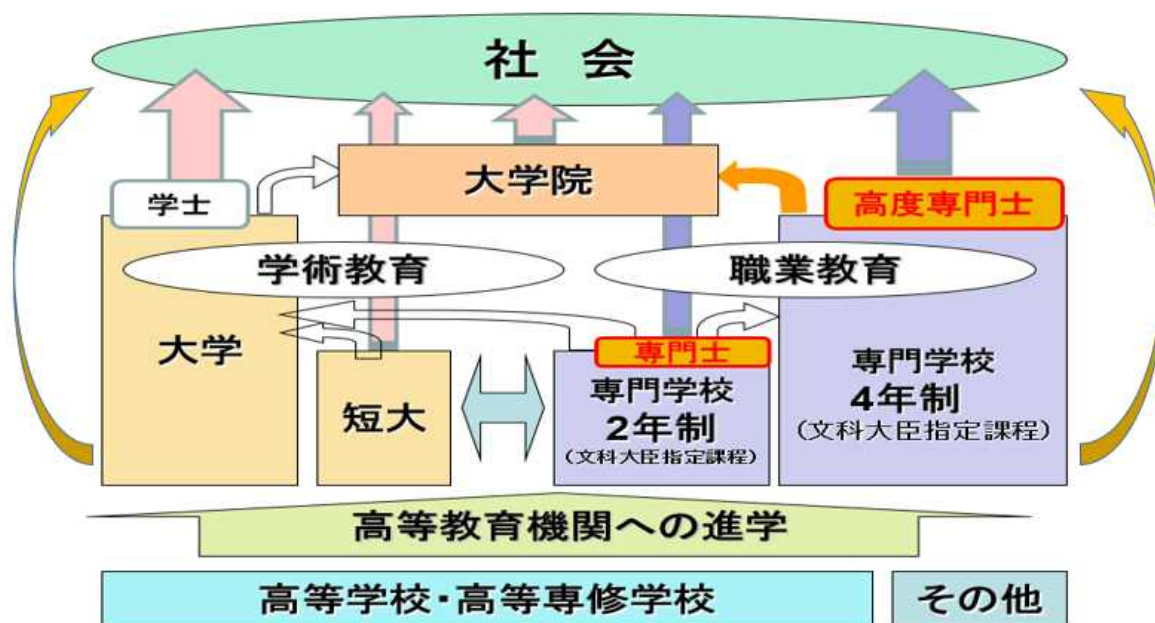 社 会
大学院
学士
高度専門士
学術教育
職業教育
大学
短大
専門士
専門学校
2年制
(文科大臣指定課程)
専門学校
4年制
(文科大臣指定課程)
高等教育機関への進学
高等学校・高等専修学校
その他